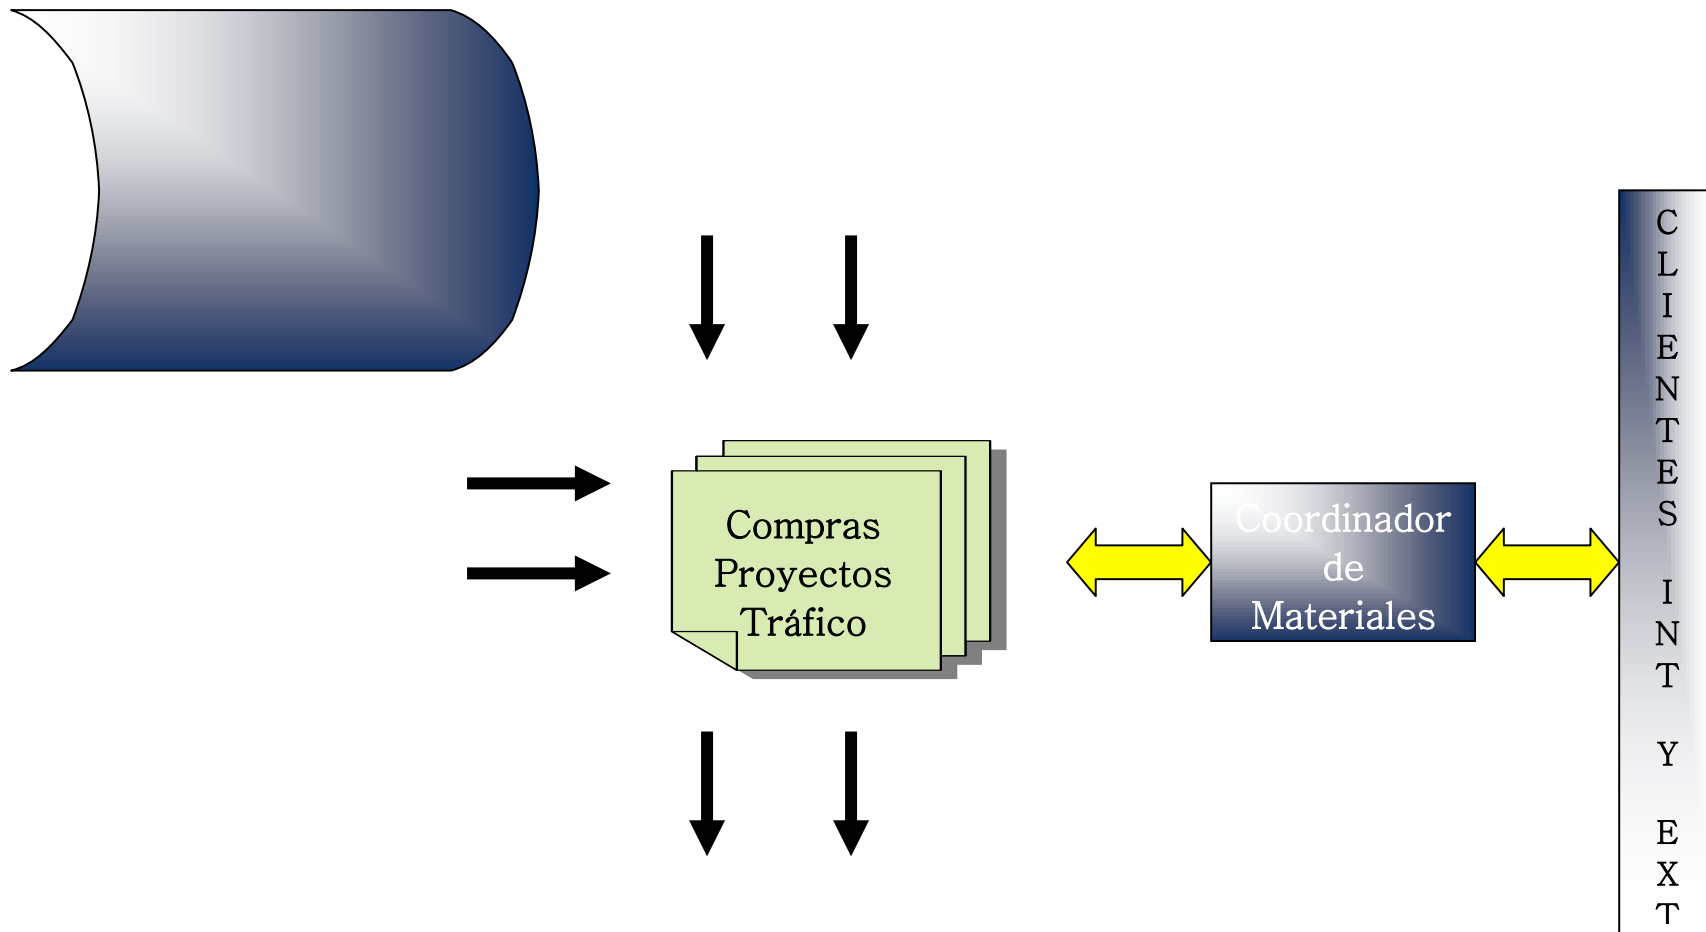 Compras
Proyectos
Tráfico
Coordinador
de
Materiales
C
L
I
E
N
T
E
S
I
N
T
Y
E
X
T